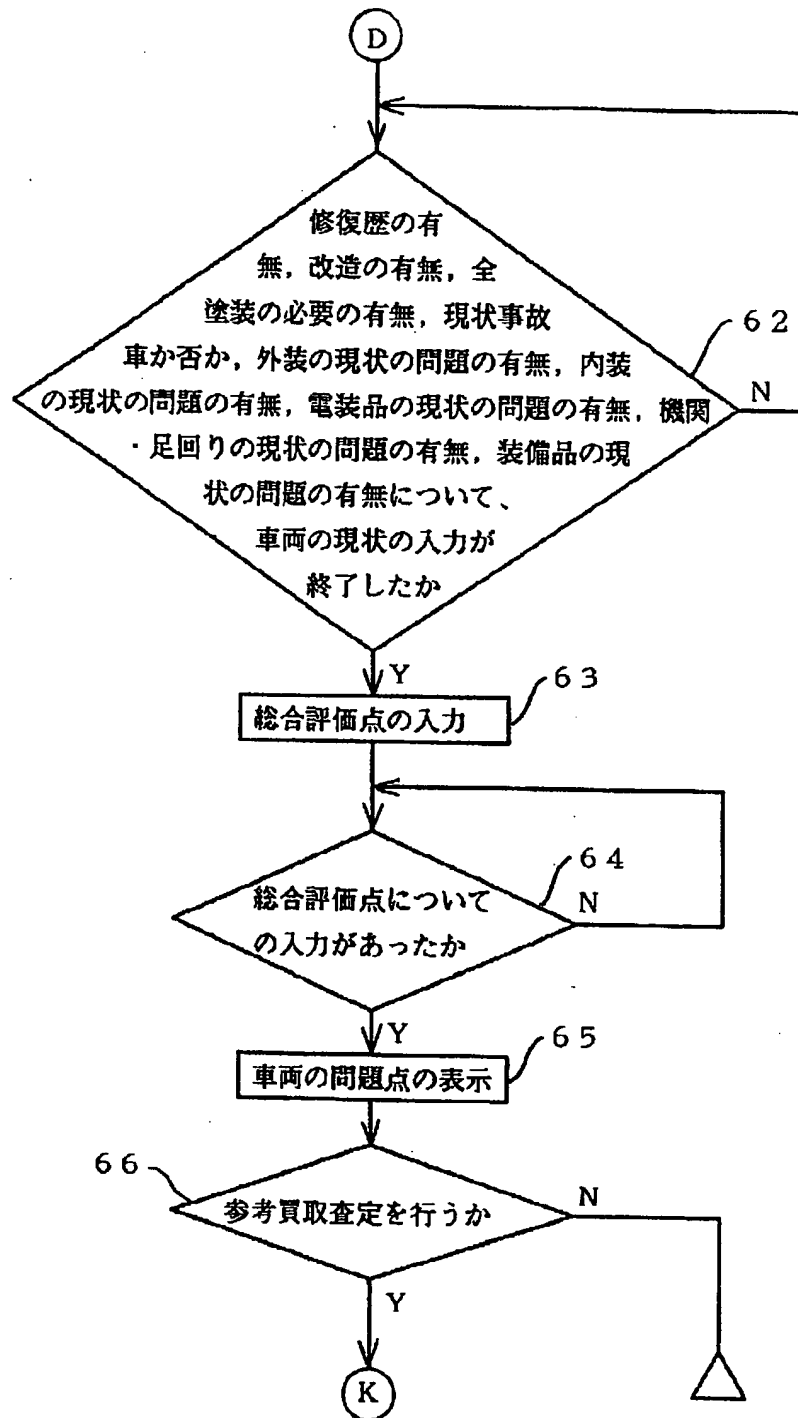 D
修復歴の有
無，改造の有無，全
塗装の必要の有無，現状事故
車か否か，外装の現状の問題の有無，内装
の現状の問題の有無，電装品の現状の問題の有無，機関
・足回りの現状の問題の有無，装備品の現
状の問題の有無について、
車両の現状の入力が
終了したか
62
N
Y
総合評価点の入力
63
総合評価点について
の入力があったか
64
N
Y
車両の問題点の表示
65
参考買取査定を行うか
66
N
Y
K